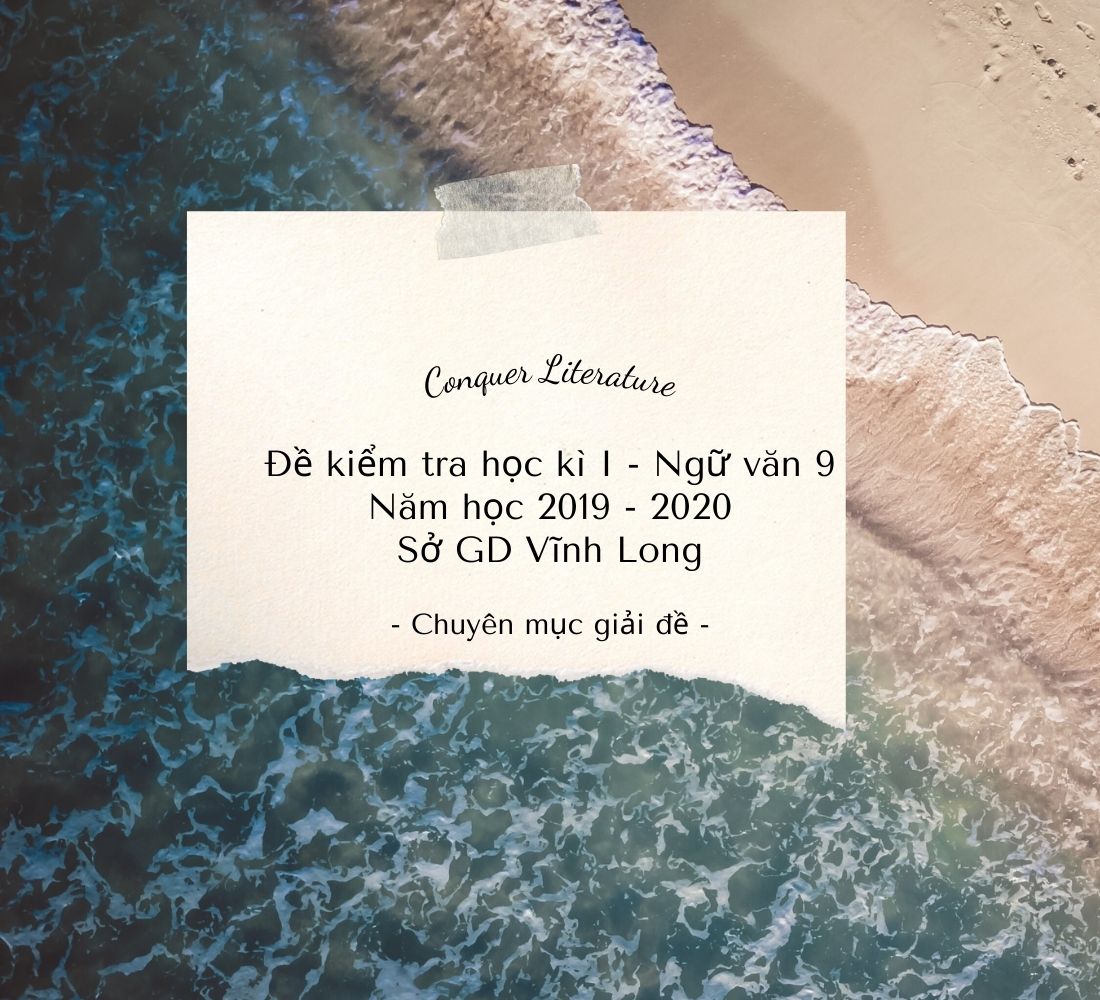 Conquer Literature
Đề kiểm tra học kì I - Ngữ văn 9
Năm học 2019 - 2020
Sở GD Vĩnh Long
- Chuyên mục giải đề -